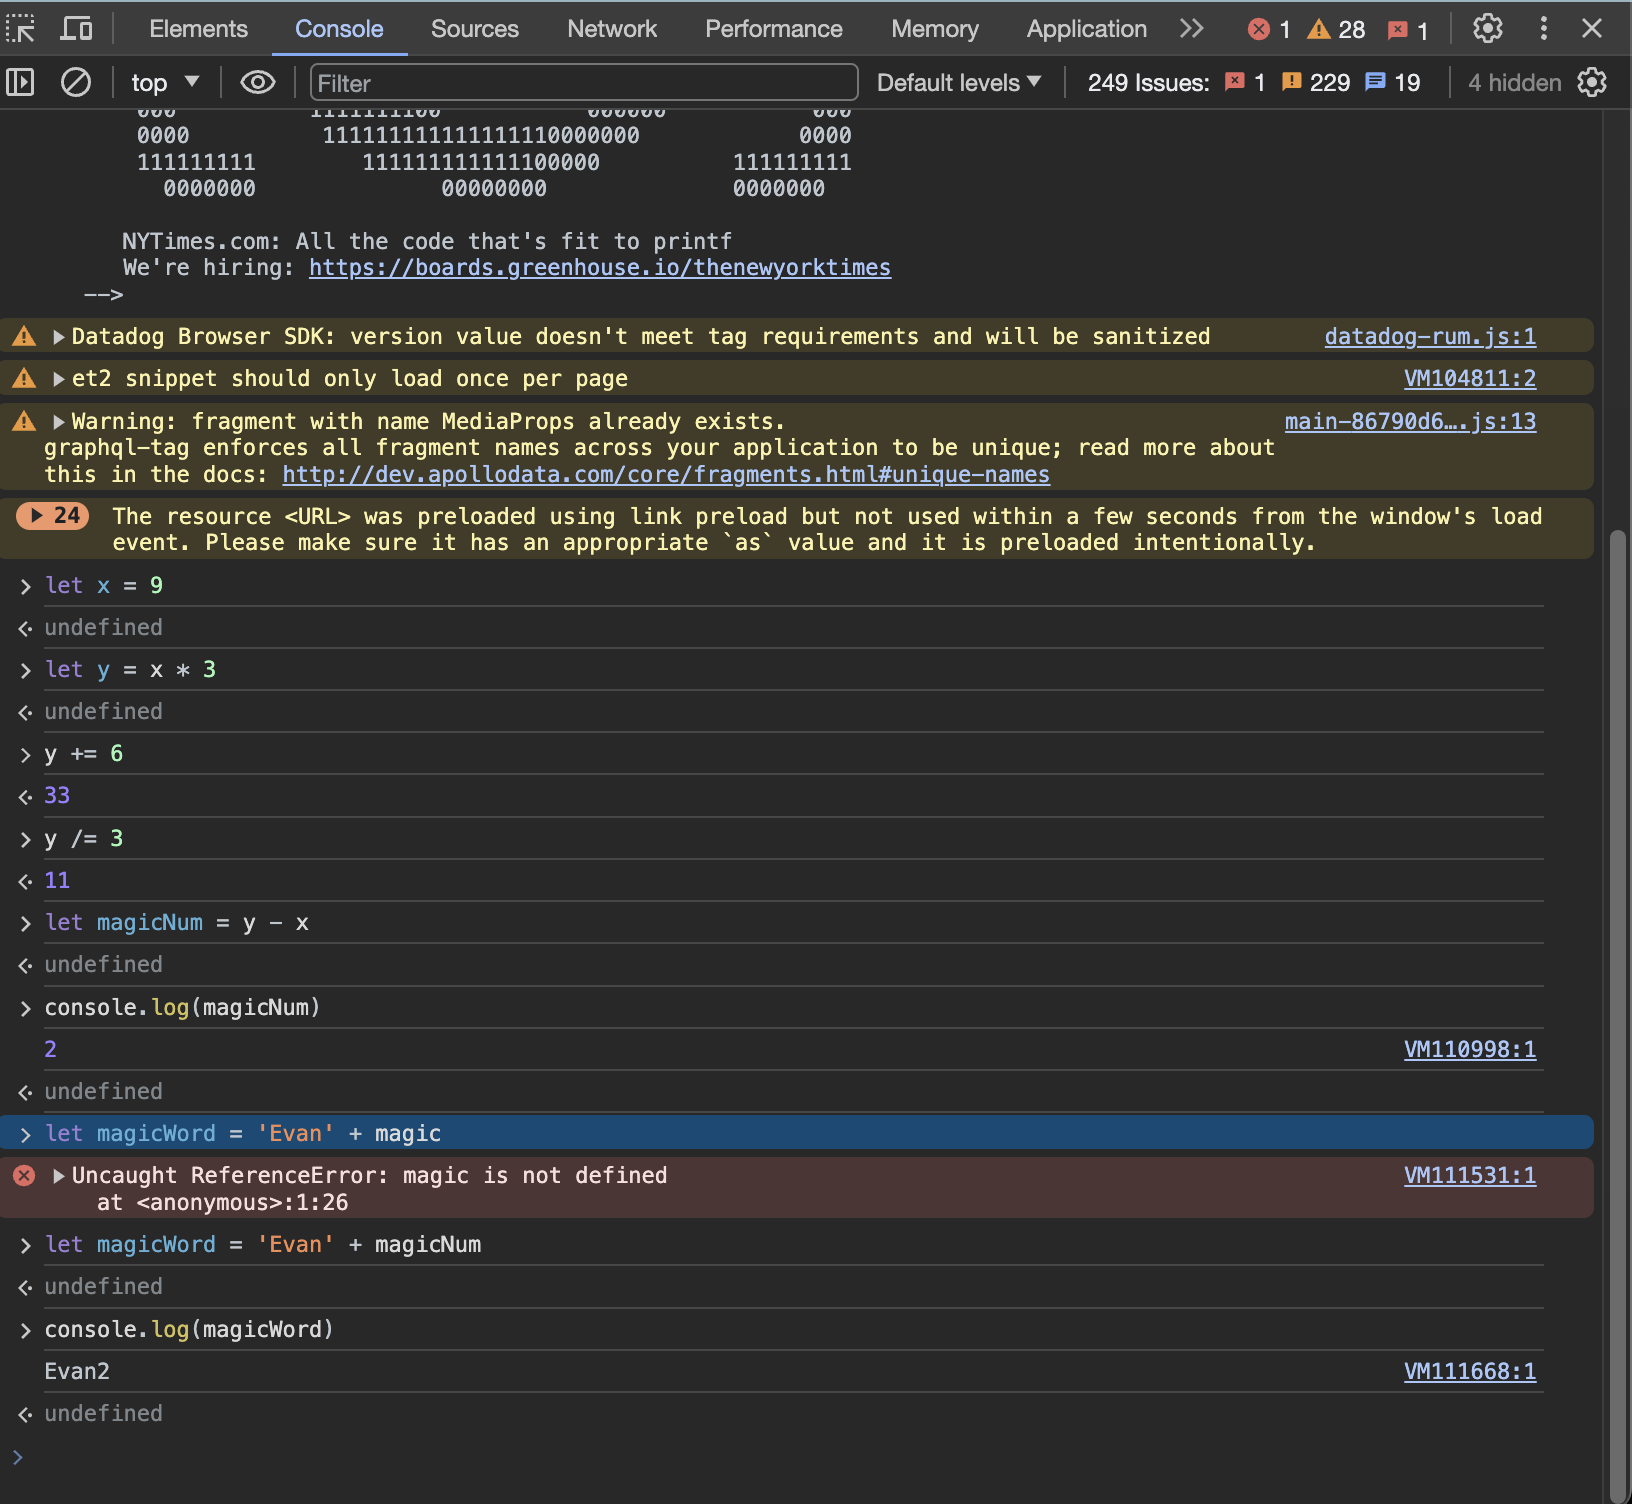 Elements Console Sources Network Performance Memory Application 1 28 1
top Filter Default levels 249 Issues: 1 229 19 4 hidden
000 1111111100 000000 000
0000 111111111111111110000000 0000
111111111 111111111111100000 111111111
0000000 00000000 0000000
NYTimes.com: All the code that's fit to printf
We're hiring: https://boards.greenhouse.io/thenewyorktimes
-->
Datadog Browser SDK: version value doesn't meet tag requirements and will be sanitized datadog-rum.js:1
et2 snippet should only load once per page VM104811:2
Warning: fragment with name MediaProps already exists. main-86790d6….js:13
graphql-tag enforces all fragment names across your application to be unique; read more about
this in the docs: http://dev.apollodata.com/core/fragments.html#unique-names
24 The resource <URL> was preloaded using link preload but not used within a few seconds from the window's load
event. Please make sure it has an appropriate `as` value and it is preloaded intentionally.
> let x = 9
undefined
> let y = x * 3
undefined
> y += 6
33
> y /= 3
11
> let magicNum = y - x
undefined
> console.log(magicNum)
2 VM110998:1
undefined
> let magicWord = 'Evan' + magic
Uncaught ReferenceError: magic is not defined VM111531:1
at <anonymous>:1:26
> let magicWord = 'Evan' + magicNum
undefined
> console.log(magicWord)
Evan2 VM111668:1
undefined
>